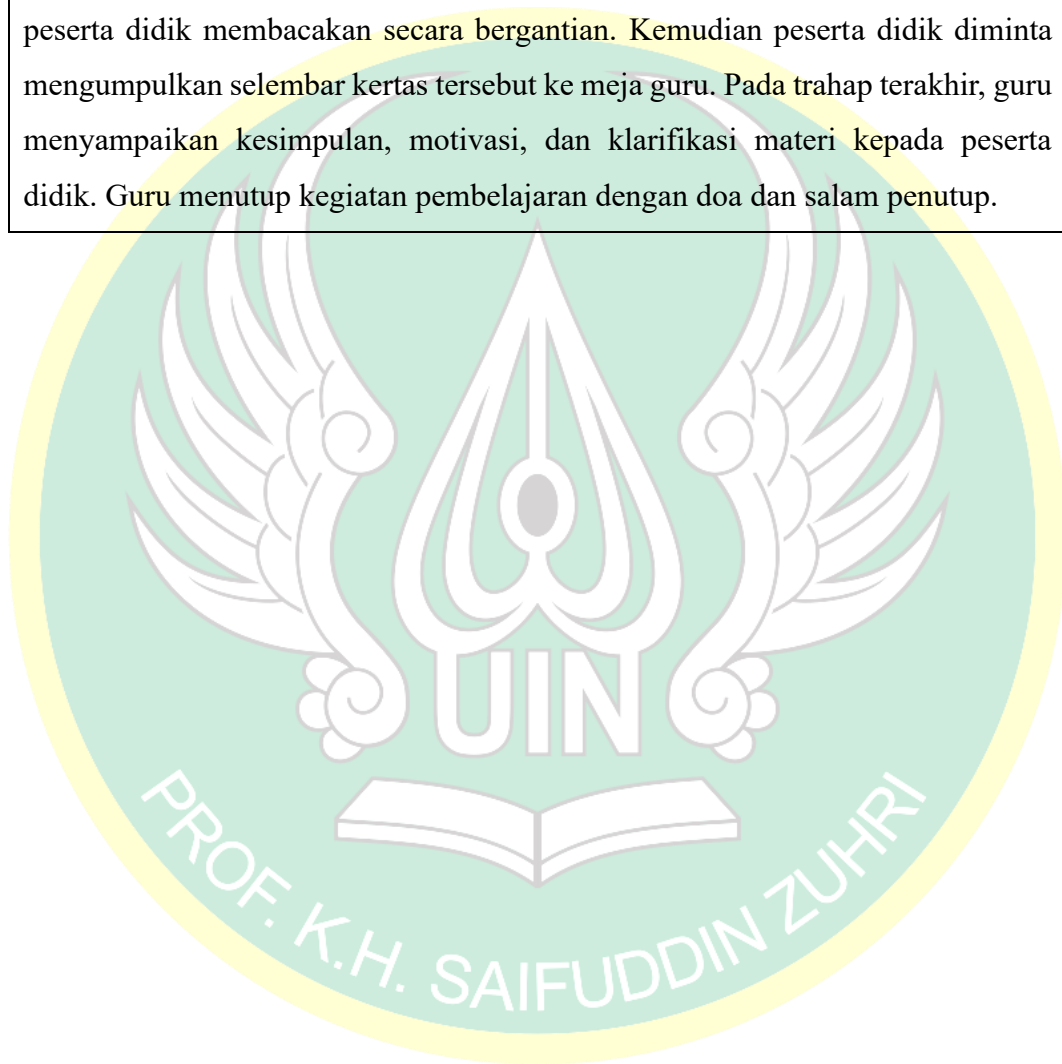 peserta didik membacakan secara bergantian. Kemudian peserta didik diminta
mengumpulkan selembar kertas tersebut ke meja guru. Pada trahap terakhir, guru
menyampaikan kesimpulan, motivasi, dan klarifikasi materi kepada peserta
didik. Guru menutup kegiatan pembelajaran dengan doa dan salam penutup.
UIN
PROF. K.H. SAIFUDDIN ZUHRI